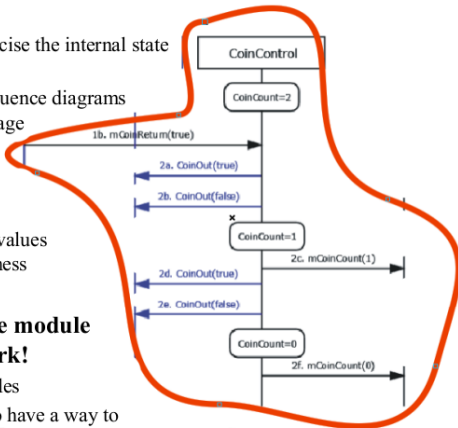 cise the internal state
CoinControl
CoinCount=2
uence diagrams
age
1b. mCoinReturn(true)
2a. CoinOut(true)
2b. CoinOut(false)
x
values
CoinCount=1
ness
2c. mCoinCount(1)
2d. CoinOut(true)
2e. CoinOut(false)
e module
rk!
CoinCount=0
les
2f. mCoinCount(0)
o have a way to